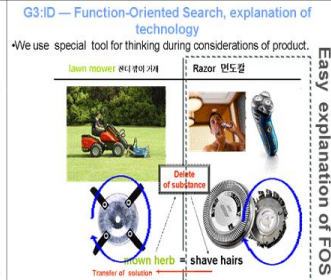 G3:ID — Function-Oriented Search, explanation of
technology
•We use special tool for thinking during considerations of product.
lawn mower 잔디 깎이 기계
Razor 면도칼
Delete
of substance
mown herb = shave hairs
Transfer of solution
Easy explanation of FOS